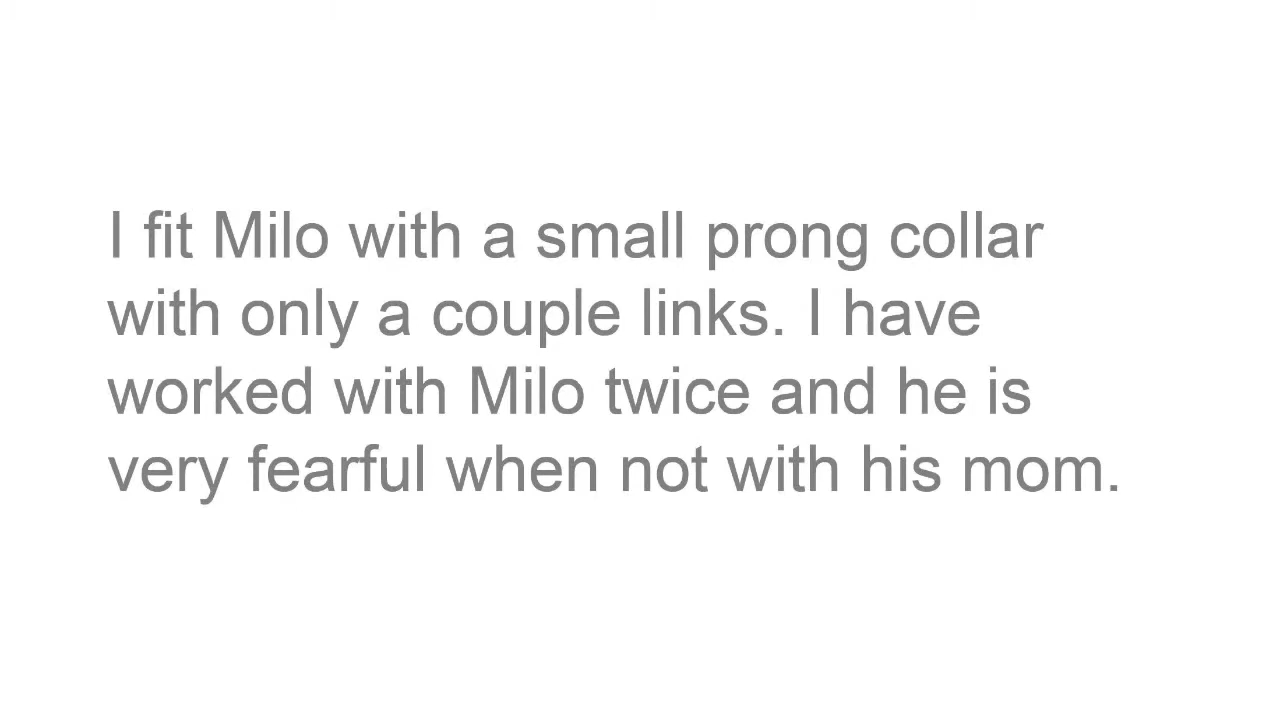 I fit Milo with a small prong collar
with only a couple links. I have
worked with Milo twice and he is
very fearful when not with his mom.